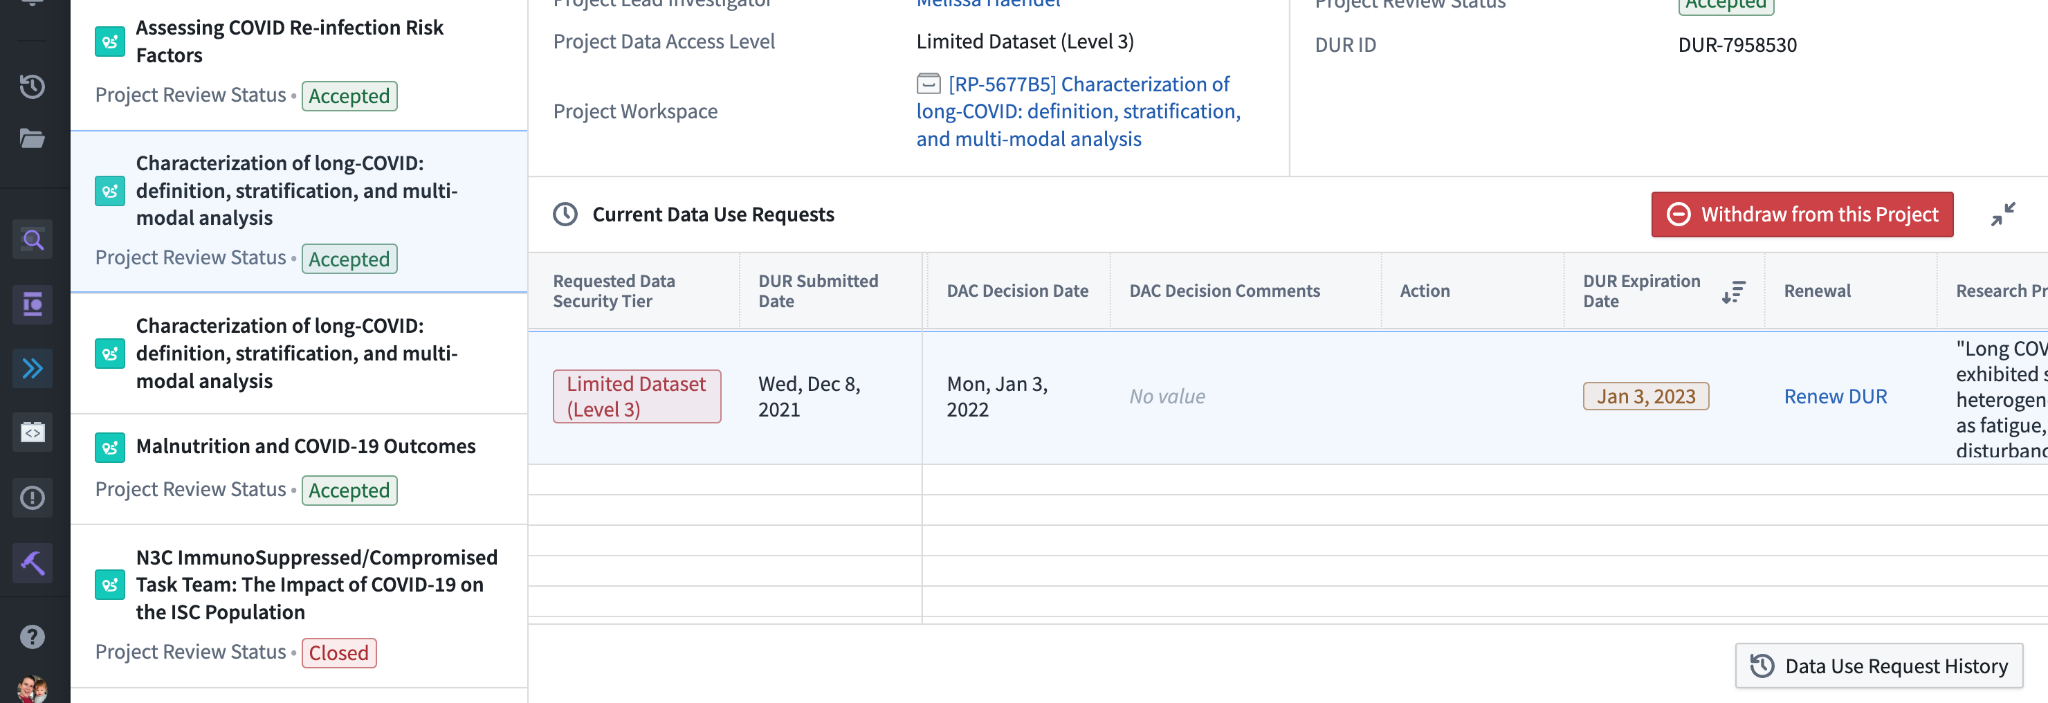 Assessing COVID Re-infection Risk
Factors
Project Review Status • Accepted
Characterization of long-COVID:
definition, stratification, and multi-
modal analysis
Project Review Status • Accepted
Characterization of long-COVID:
definition, stratification, and multi-
modal analysis
Malnutrition and COVID-19 Outcomes
Project Review Status • Accepted
N3C ImmunoSuppressed/Compromised
Task Team: The Impact of COVID-19 on
the ISC Population
Project Review Status • Closed
Project Lead Investigator
Melissa Haendel
Project Data Access Level
Limited Dataset (Level 3)
Project Workspace
[RP-5677B5] Characterization of
long-COVID: definition, stratification,
and multi-modal analysis
Project Review Status
Accepted
DUR ID
DUR-7958530
Current Data Use Requests
Withdraw from this Project
Requested Data
Security Tier
DUR Submitted
Date
DAC Decision Date
DAC Decision Comments
Action
DUR Expiration
Date
Renewal
Research Pr
Limited Dataset
(Level 3)
Wed, Dec 8,
2021
Mon, Jan 3,
2022
No value
Jan 3, 2023
Renew DUR
"Long COV
exhibited s
heterogen
as fatigue,
disturbanc
Data Use Request History